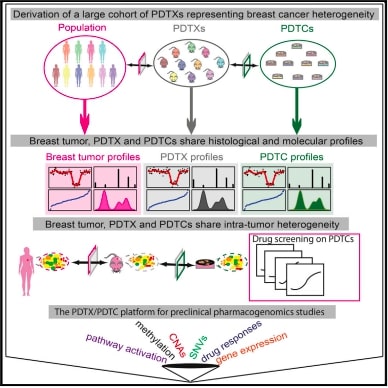 Derivation of a large cohort of PDTXs representing breast cancer heterogeneity
Population
PDTXs
PDTCs
Breast tumor, PDTX and PDTCs share histological and molecular profiles
Breast tumor profiles
PDTX profiles
PDTC profiles
Breast tumor, PDTX and PDTCs share intra-tumor heterogeneity
Drug screening on PDTCs
The PDTX/PDTC platform for preclinical pharmacogenomics studies
pathway activation
methylation
CNAs
SNVs
drug responses
gene expression